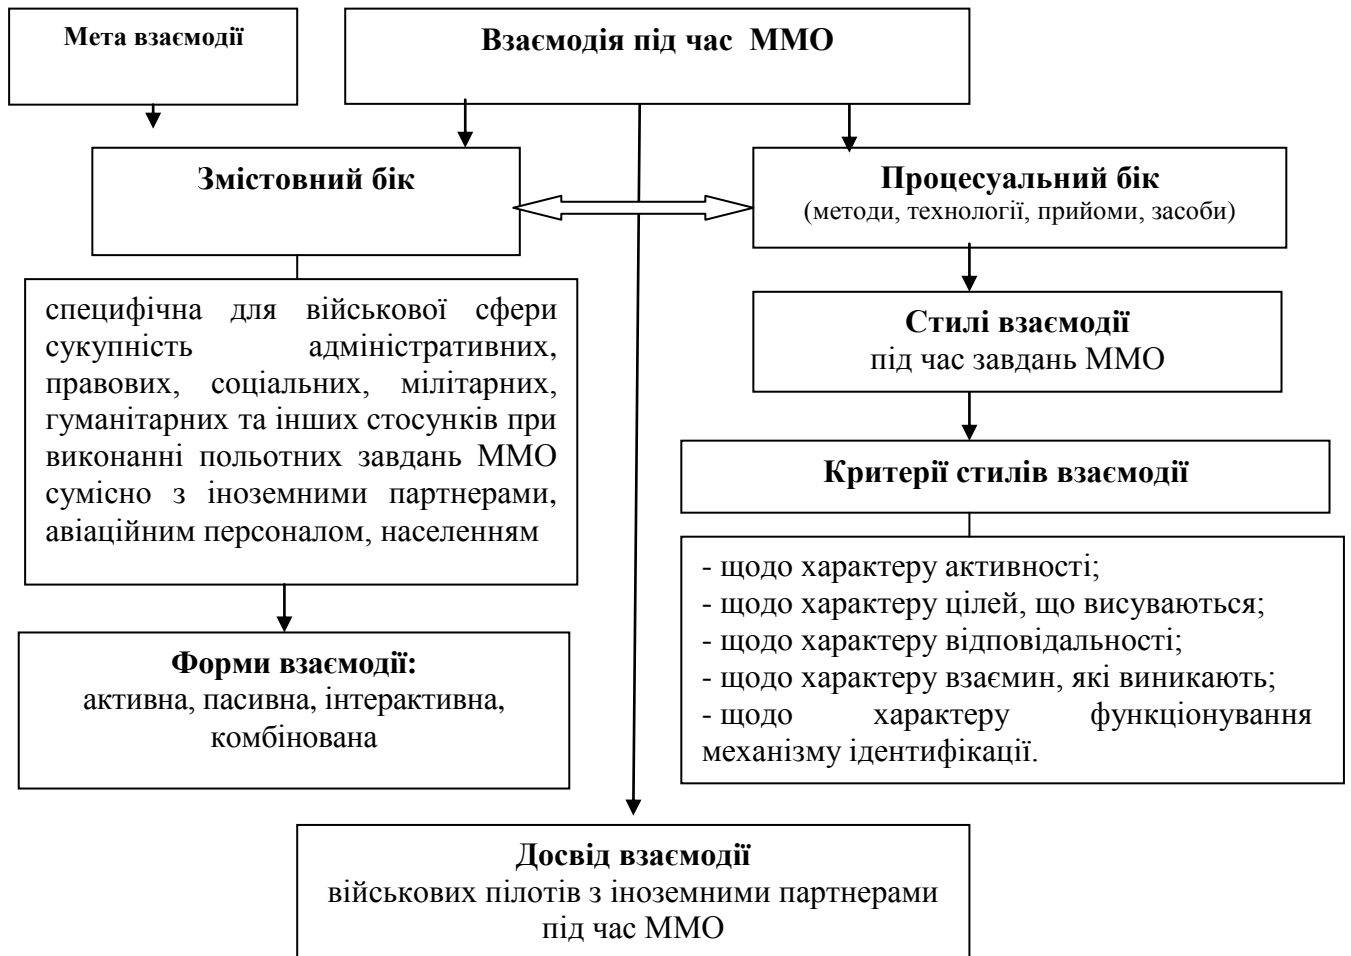 Мета взаємодії
Взаємодія під час ММО
Змістовний бік
Процесуальний бік
(методи, технології, прийоми, засоби)
специфічна для військової сфери
сукупність адміністративних,
правових, соціальних, мілітарних,
гуманітарних та інших стосунків при
виконанні польотних завдань ММО
сумісно з іноземними партнерами,
авіаційним персоналом, населенням
Форми взаємодії:
активна, пасивна, інтерактивна,
комбінована
Стилі взаємодії
під час завдань ММО
Критерії стилів взаємодії
- щодо характеру активності;
- щодо характеру цілей, що висуваються;
- щодо характеру відповідальності;
- щодо характеру взаємин, які виникають;
- щодо характеру функціонування
механізму ідентифікації.
Досвід взаємодії
військових пілотів з іноземними партнерами
під час ММО